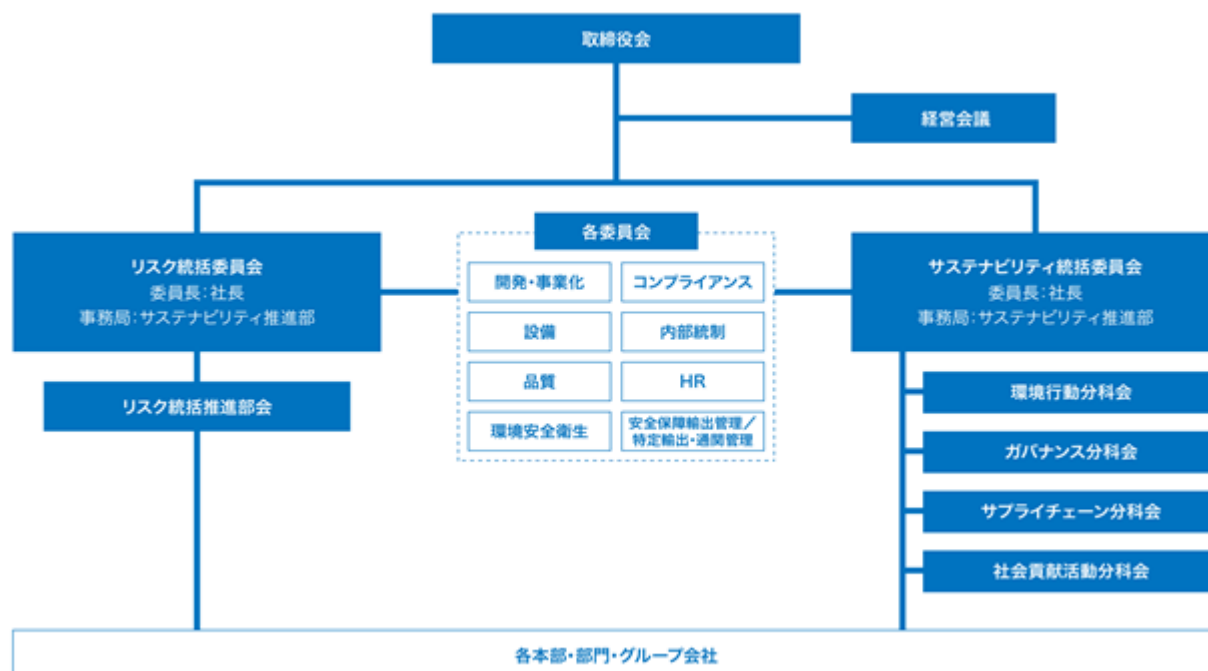 取締役会
経営会議
リスク統括委員会
委員長：社長
事務局：サステナビリティ推進部
リスク統括推進部会
各委員会
開発・事業化
コンプライアンス
設備
内部統制
品質
HR
環境安全衛生
安全保障輸出管理／
特定輸出・通関管理
サステナビリティ統括委員会
委員長：社長
事務局：サステナビリティ推進部
環境行動分科会
ガバナンス分科会
サプライチェーン分科会
社会貢献活動分科会
各本部・部門・グループ会社